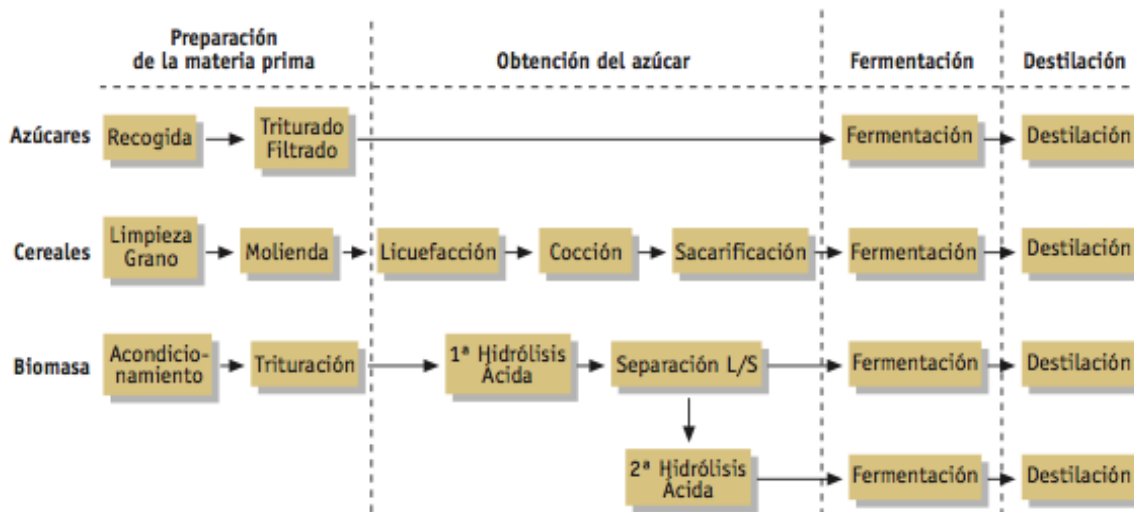 Preparación
de la materia prima
Obtención del azúcar
Fermentación
Destilación
Azúcares
Recogida
Triturado
Filtrado
Fermentación
Destilación
Cereales
Limpieza
Grano
Molienda
Licuefacción
Cocción
Sacarificación
Fermentación
Destilación
Biomasa
Acondicio-
namiento
Trituración
1ª Hidrólisis
Ácida
Separación L/S
Fermentación
Destilación
2ª Hidrólisis
Ácida
Fermentación
Destilación